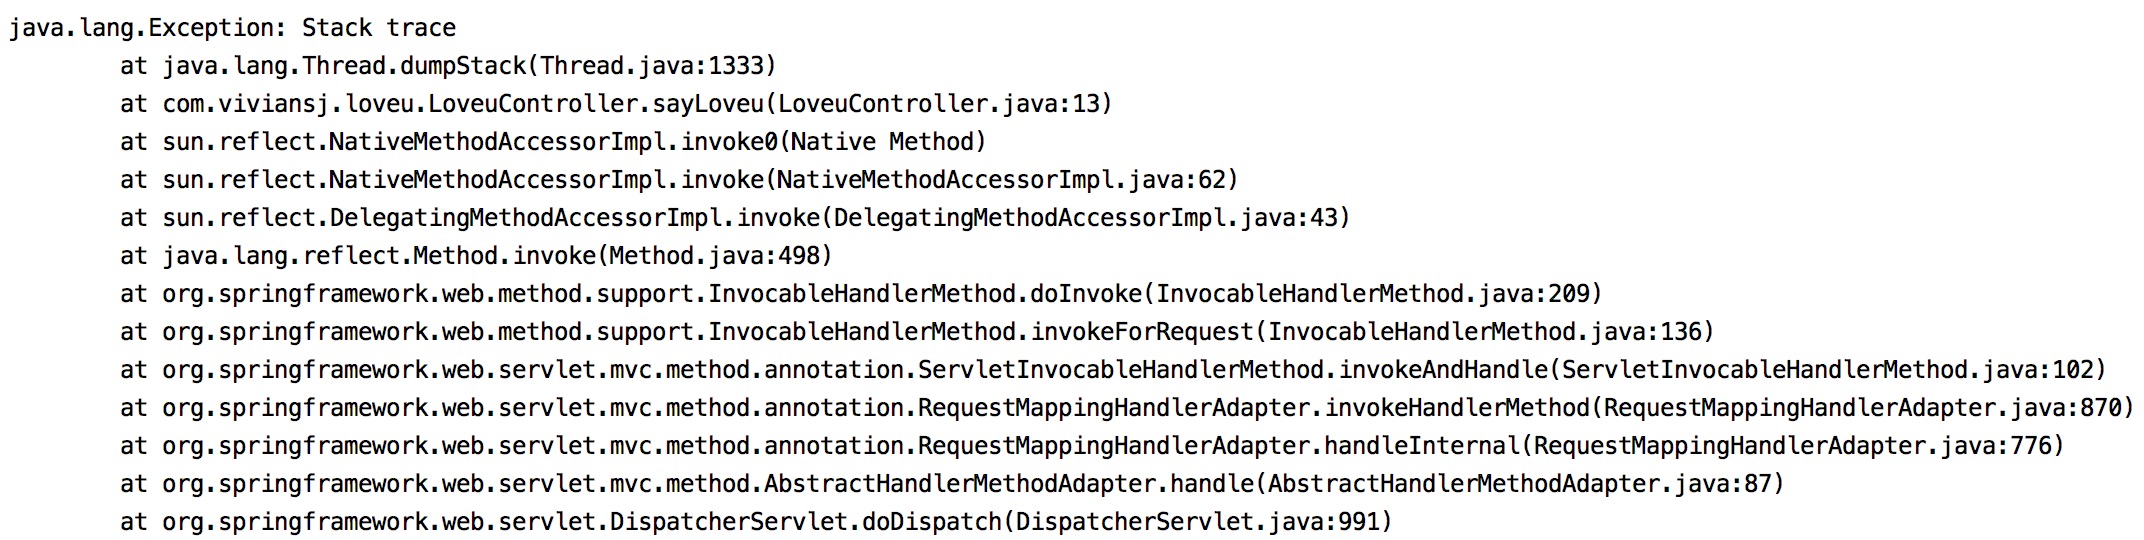 java.lang.Exception: Stack trace
at java.lang.Thread.dumpStack(Thread.java:1333)
at com.viviansj.loveu.LoveuController.sayLoveu(LoveuController.java:13)
at sun.reflect.NativeMethodAccessorImpl.invoke0(Native Method)
at sun.reflect.NativeMethodAccessorImpl.invoke(NativeMethodAccessorImpl.java:62)
at sun.reflect.DelegatingMethodAccessorImpl.invoke(DelegatingMethodAccessorImpl.java:43)
at java.lang.reflect.Method.invoke(Method.java:498)
at org.springframework.web.method.support.InvocableHandlerMethod.doInvoke(InvocableHandlerMethod.java:209)
at org.springframework.web.method.support.InvocableHandlerMethod.invokeForRequest(InvocableHandlerMethod.java:136)
at org.springframework.web.servlet.mvc.method.annotation.ServletInvocableHandlerMethod.invokeAndHandle(ServletInvocableHandlerMethod.java:102)
at org.springframework.web.servlet.mvc.method.annotation.RequestMappingHandlerAdapter.invokeHandlerMethod(RequestMappingHandlerAdapter.java:870)
at org.springframework.web.servlet.mvc.method.annotation.RequestMappingHandlerAdapter.handleInternal(RequestMappingHandlerAdapter.java:776)
at org.springframework.web.servlet.mvc.method.AbstractHandlerMethodAdapter.handle(AbstractHandlerMethodAdapter.java:87)
at org.springframework.web.servlet.DispatcherServlet.doDispatch(DispatcherServlet.java:991)